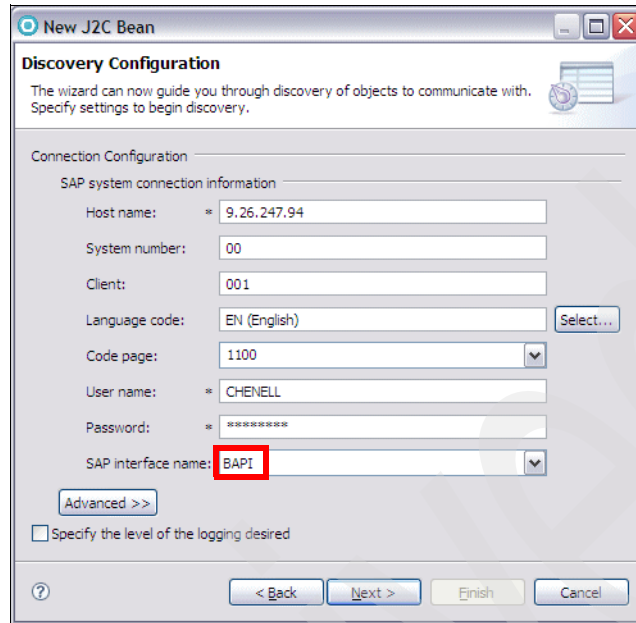 New J2C Bean
Discovery Configuration
The wizard can now guide you through discovery of objects to communicate with.
Specify settings to begin discovery.
Connection Configuration
SAP system connection information
Host name: * 9.26.247.94
System number: 00
Client: 001
Language code: EN (English) Select...
Code page: 1100
User name: * CHENELL
Password: * ********
SAP interface name: BAPI
Advanced >>
Specify the level of the logging desired
? < Back Next > Finish Cancel